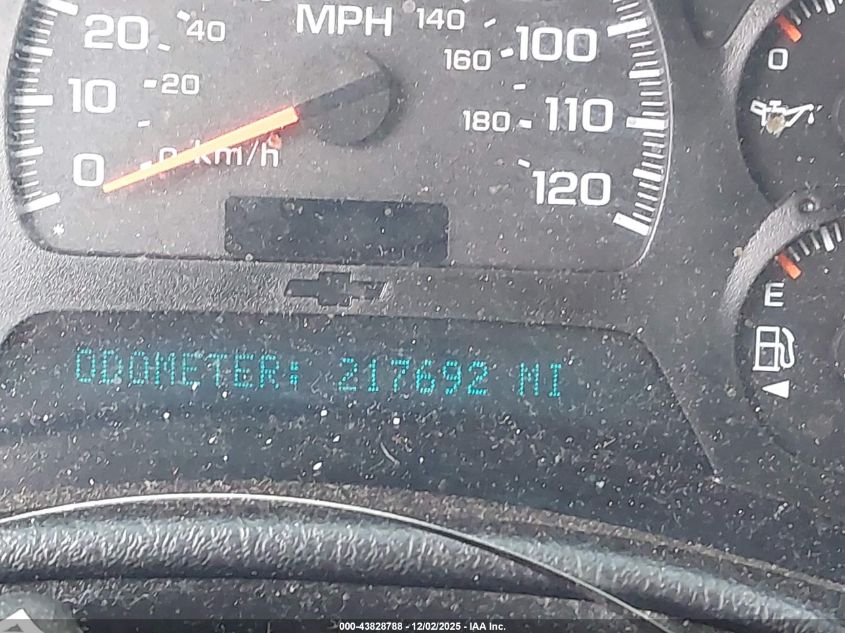 20 40 MPH 140 100
160
10 20 180 110
0 0 km/h 120
0
E
ODOMETER: 217692 MI
000-43828788 - 12/02/2025 - IAA Inc.